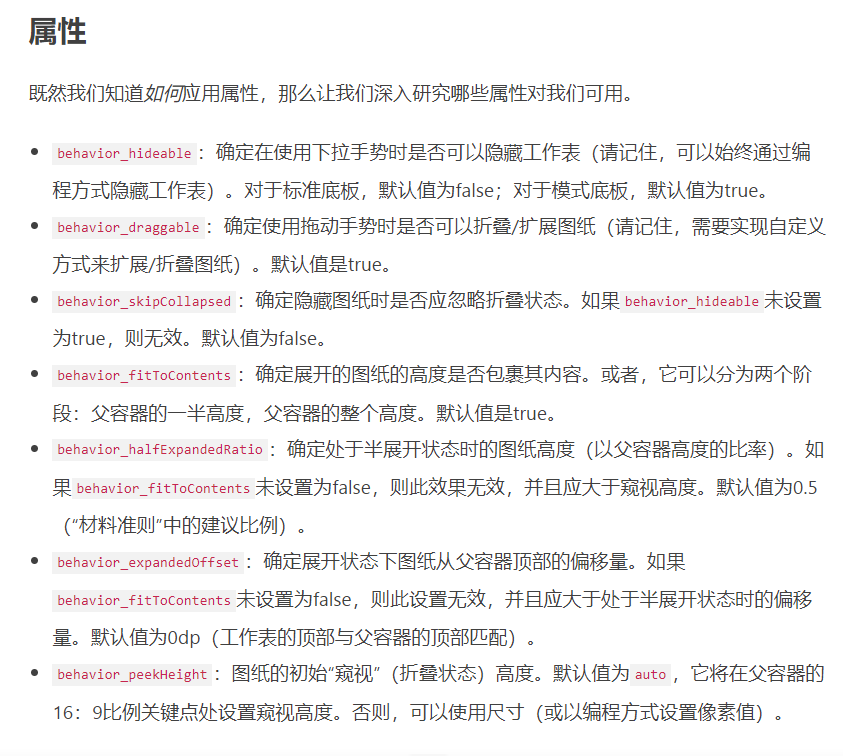 属性
既然我们知道如何应用属性，那么让我们深入研究哪些属性对我们可用。
behavior_hideable：确定在使用下拉手势时是否可以隐藏工作表（请记住，可以始终通过编
程方式隐藏工作表）。对于标准底板，默认值为false；对于模式底板，默认值为true。
behavior_draggable：确定使用拖动手势时是否可以折叠/扩展图纸（请记住，需要实现自定义
方式来扩展/折叠图纸）。默认值是true。
behavior_skipCollapsed：确定隐藏图纸时是否应忽略折叠状态。如果behavior_hideable未设置
为true，则无效。默认值为false。
behavior_fitToContents：确定展开的图纸的高度是否包裹其内容。或者，它可以分为两个阶
段：父容器的一半高度，父容器的整个高度。默认值是true。
behavior_halfExpandedRatio：确定处于半展开状态时的图纸高度（以父容器高度的比率）。如
果behavior_fitToContents未设置为false，则此效果无效，并且应大于窥视高度。默认值为0.5
（“材料准则”中的建议比例）。
behavior_expandedOffset：确定展开状态下图纸从父容器顶部的偏移量。如果
behavior_fitToContents未设置为false，则此设置无效，并且应大于处于半展开状态时的偏移
量。默认值为0dp（工作表的顶部与父容器的顶部匹配）。
behavior_peekHeight：图纸的初始“窥视”（折叠状态）高度。默认值为auto，它将在父容器的
16：9比例关键点处设置窥视高度。否则，可以使用尺寸（或以编程方式设置像素值）。